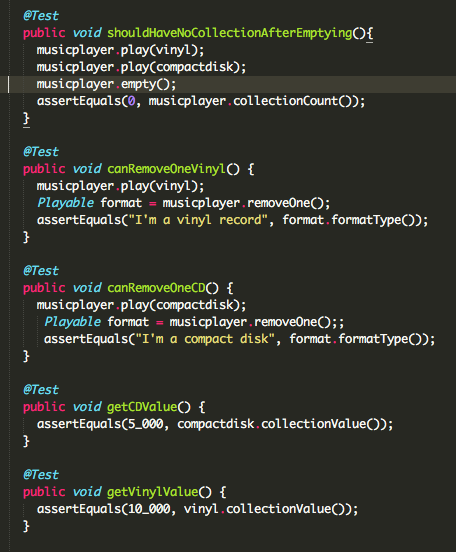 @Test
public void shouldHaveNoCollectionAfterEmptying(){
musicplayer.play(vinyl);
musicplayer.play(compactdisk);
musicplayer.empty();
assertEquals(0, musicplayer.collectionCount());
}
@Test
public void canRemoveOneVinyl() {
musicplayer.play(vinyl);
Playable format = musicplayer.removeOne();
assertEquals("I'm a vinyl record", format.formatType());
}
@Test
public void canRemoveOneCD() {
musicplayer.play(compactdisk);
Playable format = musicplayer.removeOne();;
assertEquals("I'm a compact disk", format.formatType());
}
@Test
public void getCDValue() {
assertEquals(5_000, compactdisk.collectionValue());
}
@Test
public void getVinylValue() {
assertEquals(10_000, vinyl.collectionValue());
}